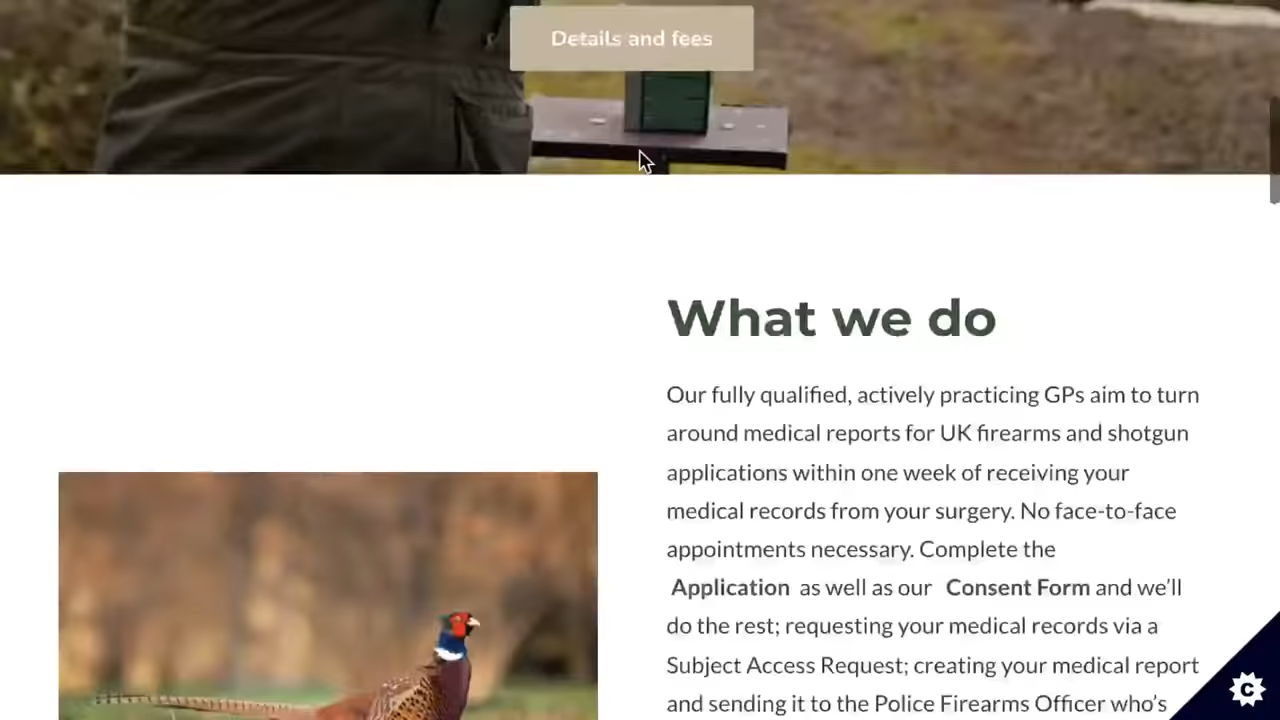 Details and fees
What we do
Our fully qualified, actively practicing GPs aim to turn
around medical reports for UK firearms and shotgun
applications within one week of receiving your
medical records from your surgery. No face-to-face
appointments necessary. Complete the
Application as well as our Consent Form and we'll
do the rest; requesting your medical records via a
Subject Access Request; creating your medical report
and sending it to the Police Firearms Officer who's
C